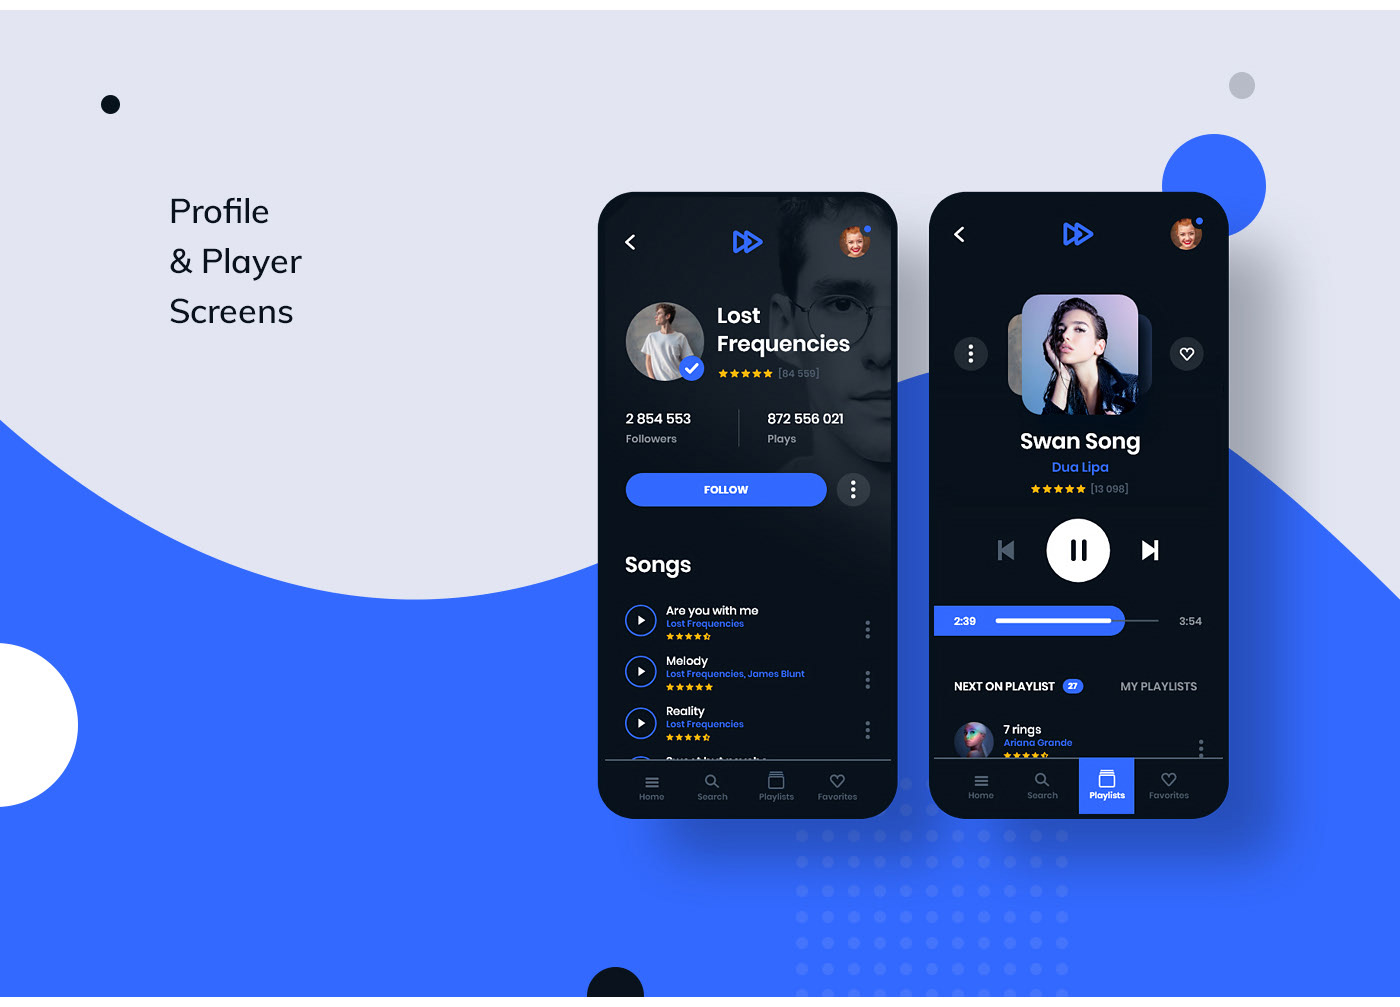 Profile
& Player
Screens
Lost
Frequencies
[84 559]
2 854 553
Followers
872 556 021
Plays
FOLLOW
Songs
Are you with me
Lost Frequencies
Melody
Lost Frequencies, James Blunt
Reality
Lost Frequencies
Home
Search
Playlists
Favorites
Swan Song
Dua Lipa
[13 098]
2:39
3:54
NEXT ON PLAYLIST 27
MY PLAYLISTS
7 rings
Ariana Grande
Home
Search
Playlists
Favorites